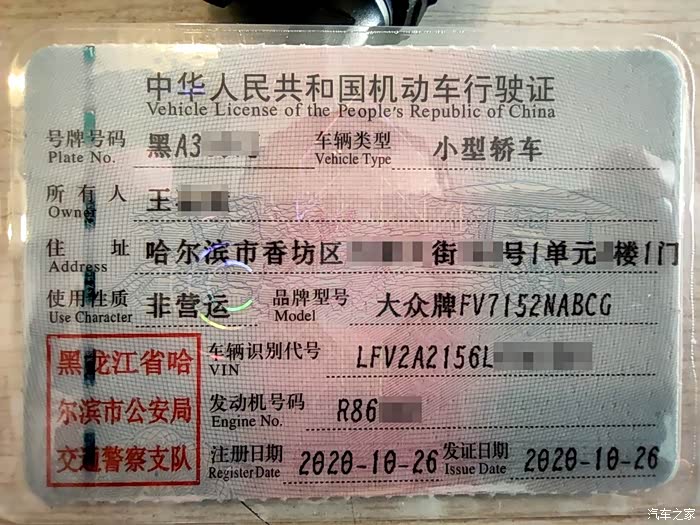 中华人民共和国机动车行驶证
Vehicle License of the People's Republic of China
号牌号码 黑A3 车辆类型 小型轿车
Plate No. Vehicle Type
所有人 王
Owner
住址 哈尔滨市香坊区 街 号1单元 楼1门
Address
使用性质 非营运 品牌型号 大众牌FV7152NABCG
Use Character Model
黑龙江省哈
尔滨市公安局
交通警察支队
车辆识别代号 LFV2A2156L
VIN
发动机号码 R86
Engine No.
注册日期 2020-10-26 发证日期 2020-10-26
Register Date Issue Date
汽车之家